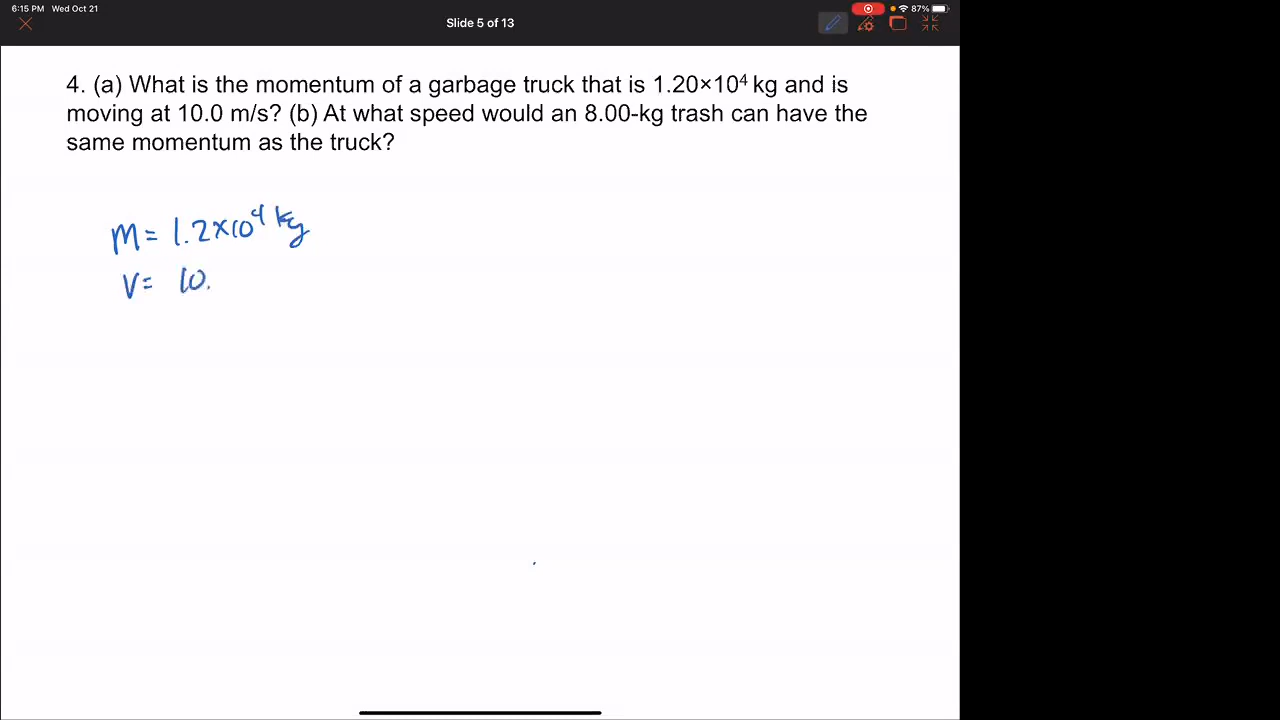 6:15 PM Wed Oct 21
87%
Slide 5 of 13
4. (a) What is the momentum of a garbage truck that is 1.20×10⁴ kg and is
moving at 10.0 m/s? (b) At what speed would an 8.00-kg trash can have the
same momentum as the truck?
m = 1.2×10⁴ kg
v = 10.